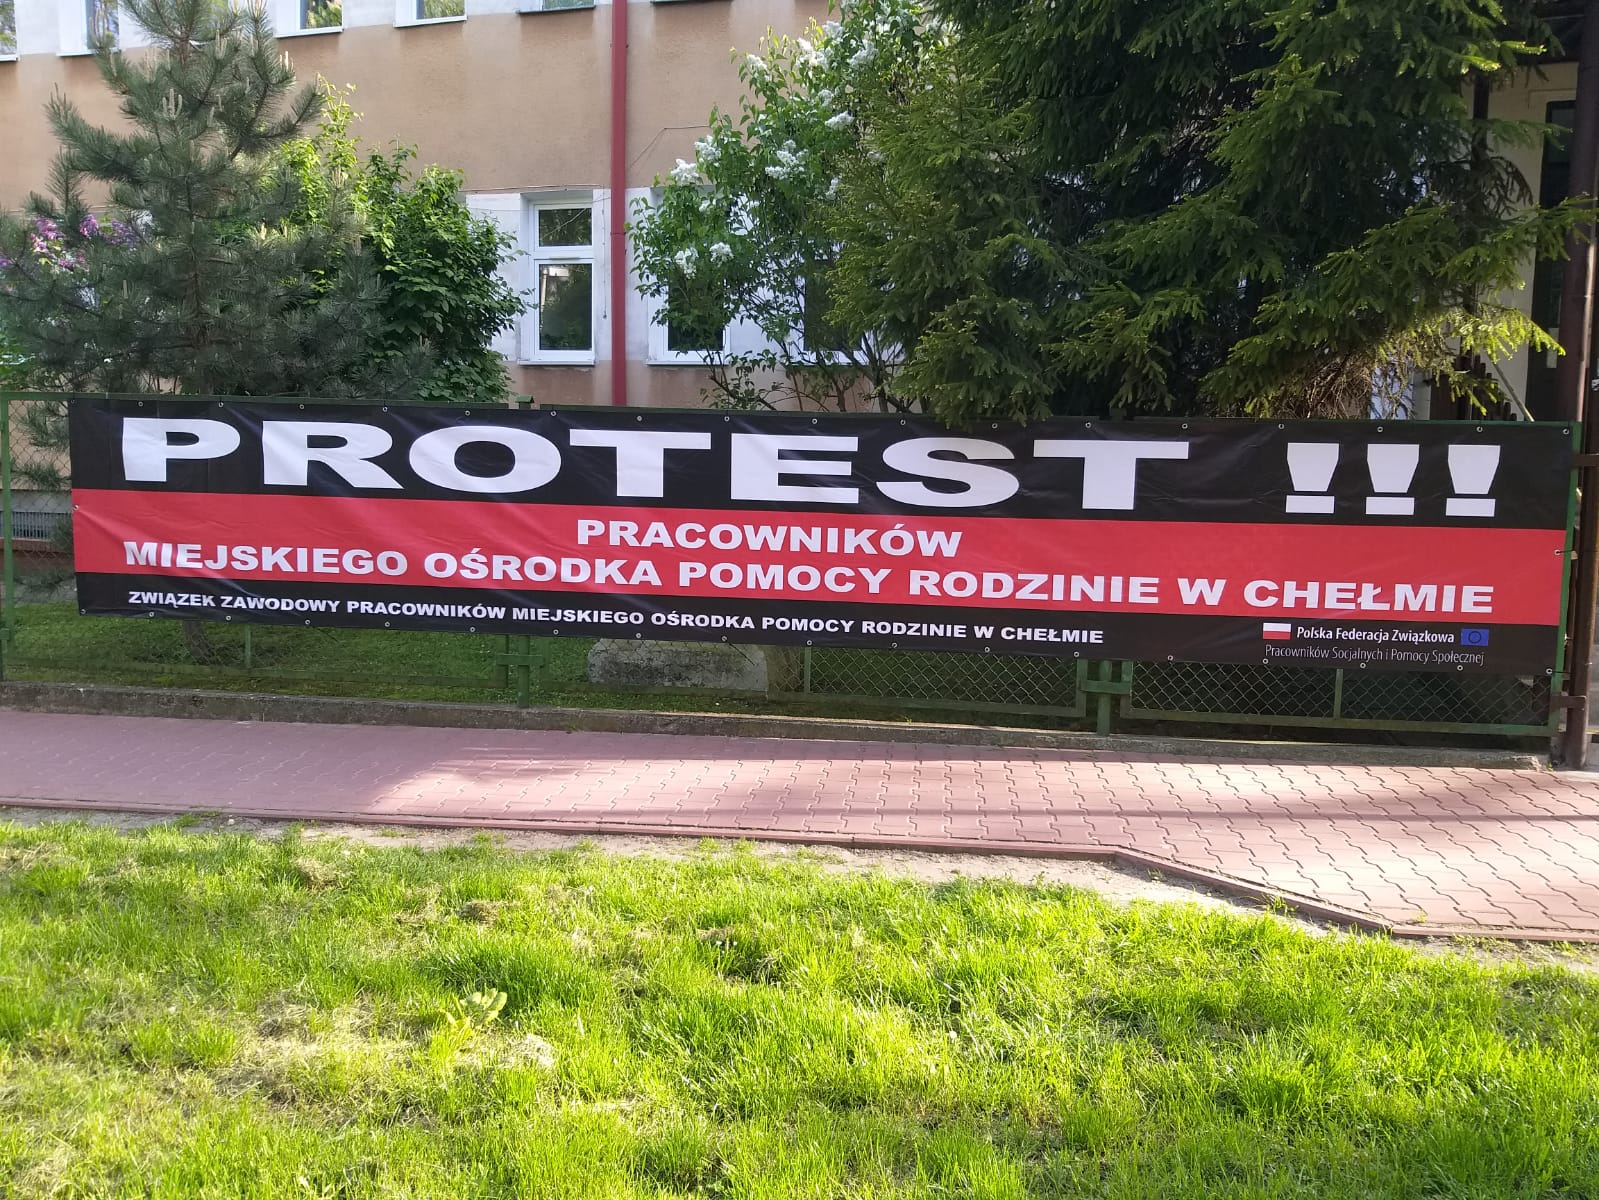 PROTEST !!!
PRACOWNIKÓW
MIEJSKIEGO OŚRODKA POMOCY RODZINIE W CHEŁMIE
ZWIĄZEK ZAWODOWY PRACOWNIKÓW MIEJSKIEGO OŚRODKA POMOCY RODZINIE W CHEŁMIE
Polska Federacja Związkowa
Pracowników Socjalnych i Pomocy Społecznej